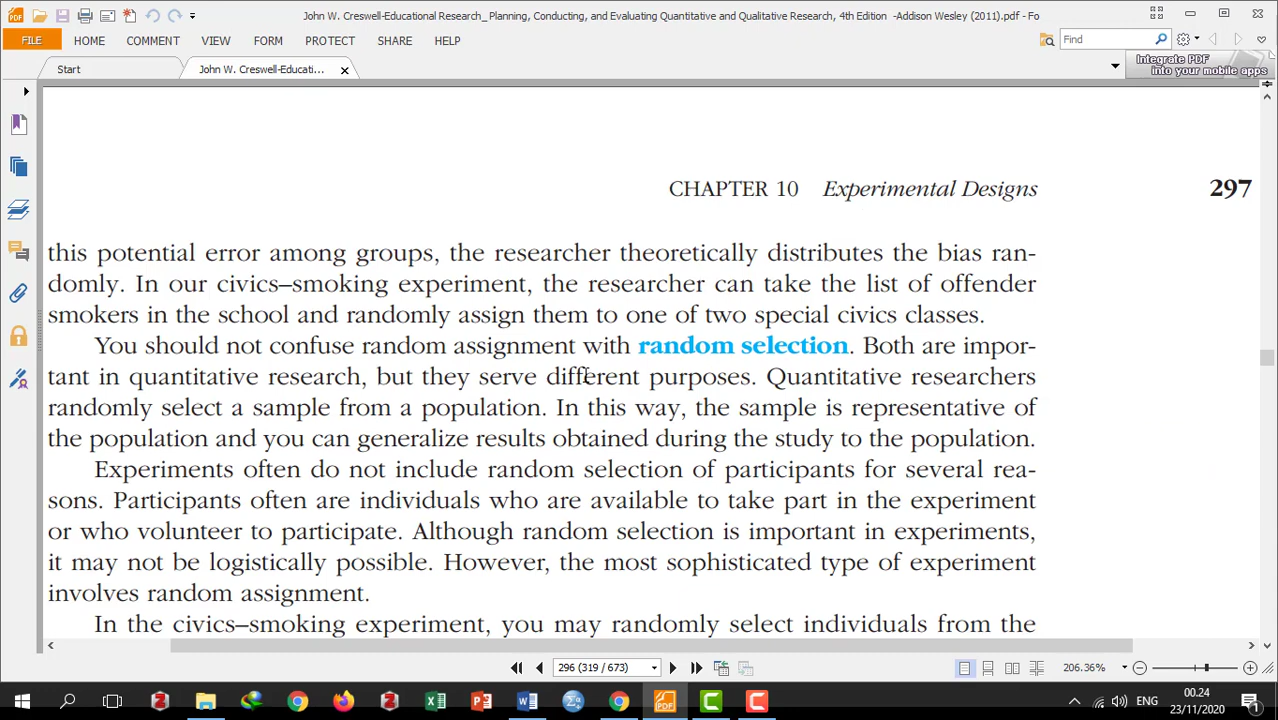 John W. Creswell-Educational Research_ Planning, Conducting, and Evaluating Quantitative and Qualitative Research, 4th Edition -Addison Wesley (2011).pdf - Fo
FILE HOME COMMENT VIEW FORM PROTECT SHARE HELP Find
Start John W. Creswell-Educati... Integrate PDF
into your mobile apps
CHAPTER 10 Experimental Designs 297
this potential error among groups, the researcher theoretically distributes the bias ran-
domly. In our civics–smoking experiment, the researcher can take the list of offender
smokers in the school and randomly assign them to one of two special civics classes.
You should not confuse random assignment with random selection. Both are impor-
tant in quantitative research, but they serve different purposes. Quantitative researchers
randomly select a sample from a population. In this way, the sample is representative of
the population and you can generalize results obtained during the study to the population.
Experiments often do not include random selection of participants for several rea-
sons. Participants often are individuals who are available to take part in the experiment
or who volunteer to participate. Although random selection is important in experiments,
it may not be logistically possible. However, the most sophisticated type of experiment
involves random assignment.
In the civics–smoking experiment, you may randomly select individuals from the
296 (319 / 673) 206.36%
ENG 00.24
23/11/2020